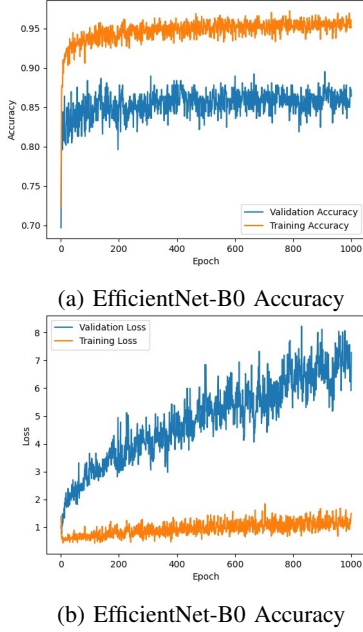 0.95
0.90
0.85
0.80
0.75
0.70
Accuracy
Validation Accuracy
Training Accuracy
0 200 400 600 800 1000
Epoch
(a) EfficientNet-B0 Accuracy
Validation Loss
Training Loss
8
7
6
5
4
3
2
1
Loss
0 200 400 600 800 1000
Epoch
(b) EfficientNet-B0 Accuracy